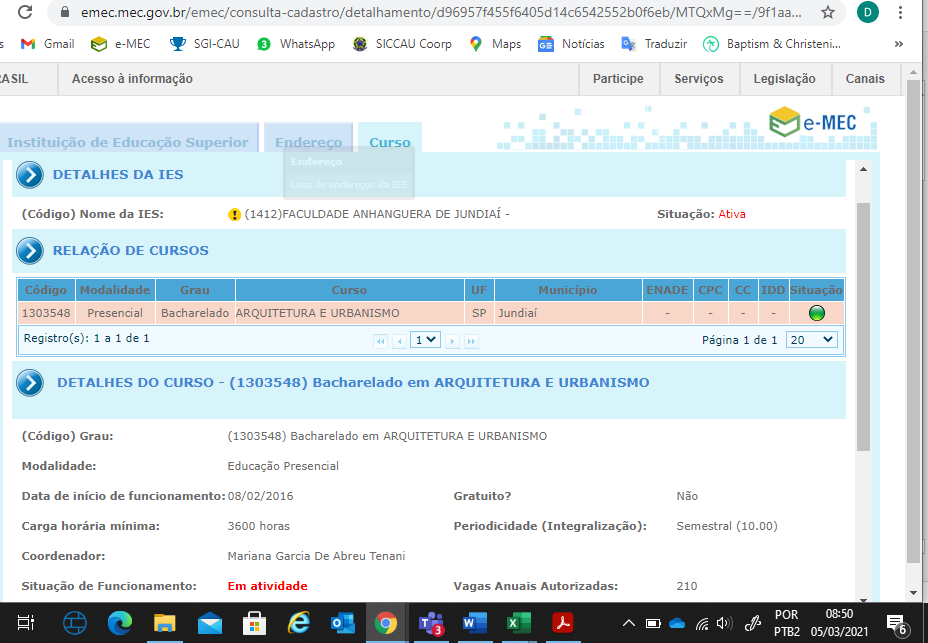 emec.mec.gov.br/emec/consulta-cadastro/detalhamento/d96957f455f6405d14c6542552b0f6eb/MTQxMg==/9f1aa... D
s Gmail e-MEC SGI-CAU 3 WhatsApp SICCAU Coorp Maps Notícias Traduzir Baptism & Christeni... »
RASIL Acesso à informação Participe Serviços Legislação Canais
e-MEC
Instituição de Educação Superior Endereço Curso
Endereço
Lista de endereços da IES
DETALHES DA IES
(Código) Nome da IES: (1412)FACULDADE ANHANGUERA DE JUNDIAÍ - Situação: Ativa
RELAÇÃO DE CURSOS
Código Modalidade Grau Curso UF Município ENADE CPC CC IDD Situação
1303548 Presencial Bacharelado ARQUITETURA E URBANISMO SP Jundiaí - - - -
Registro(s): 1 a 1 de 1 1 Página 1 de 1 20
DETALHES DO CURSO - (1303548) Bacharelado em ARQUITETURA E URBANISMO
(Código) Grau: (1303548) Bacharelado em ARQUITETURA E URBANISMO
Modalidade: Educação Presencial
Data de início de funcionamento: 08/02/2016 Gratuito? Não
Carga horária mínima: 3600 horas Periodicidade (Integralização): Semestral (10.00)
Coordenador: Mariana Garcia De Abreu Tenani
Situação de Funcionamento: Em atividade Vagas Anuais Autorizadas: 210
3 POR 08:50
PTB2 05/03/2021 6